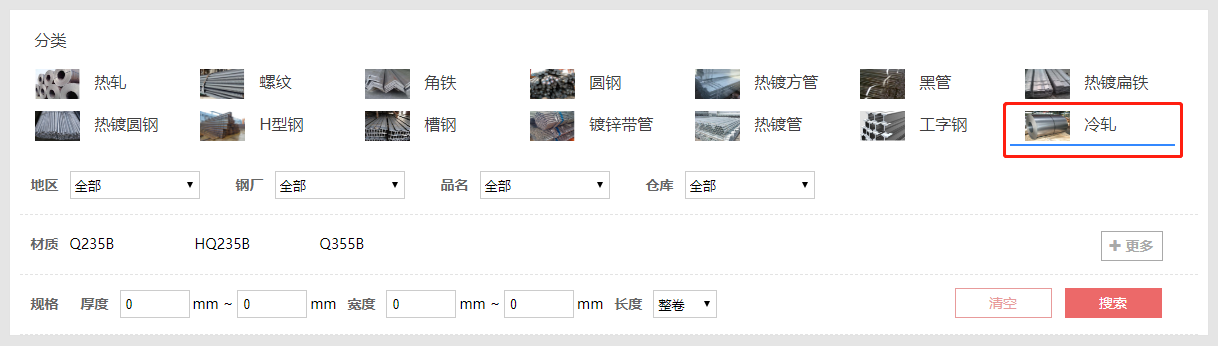 分类
热轧 螺纹 角铁 圆钢 热镀方管 黑管 热镀扁铁
热镀圆钢 H型钢 槽钢 镀锌带管 热镀管 工字钢 冷轧
地区 全部 钢厂 全部 品名 全部 仓库 全部
材质 Q235B HQ235B Q355B + 更多
规格 厚度 0 mm ~ 0 mm 宽度 0 mm ~ 0 mm 长度 整卷 清空 搜索